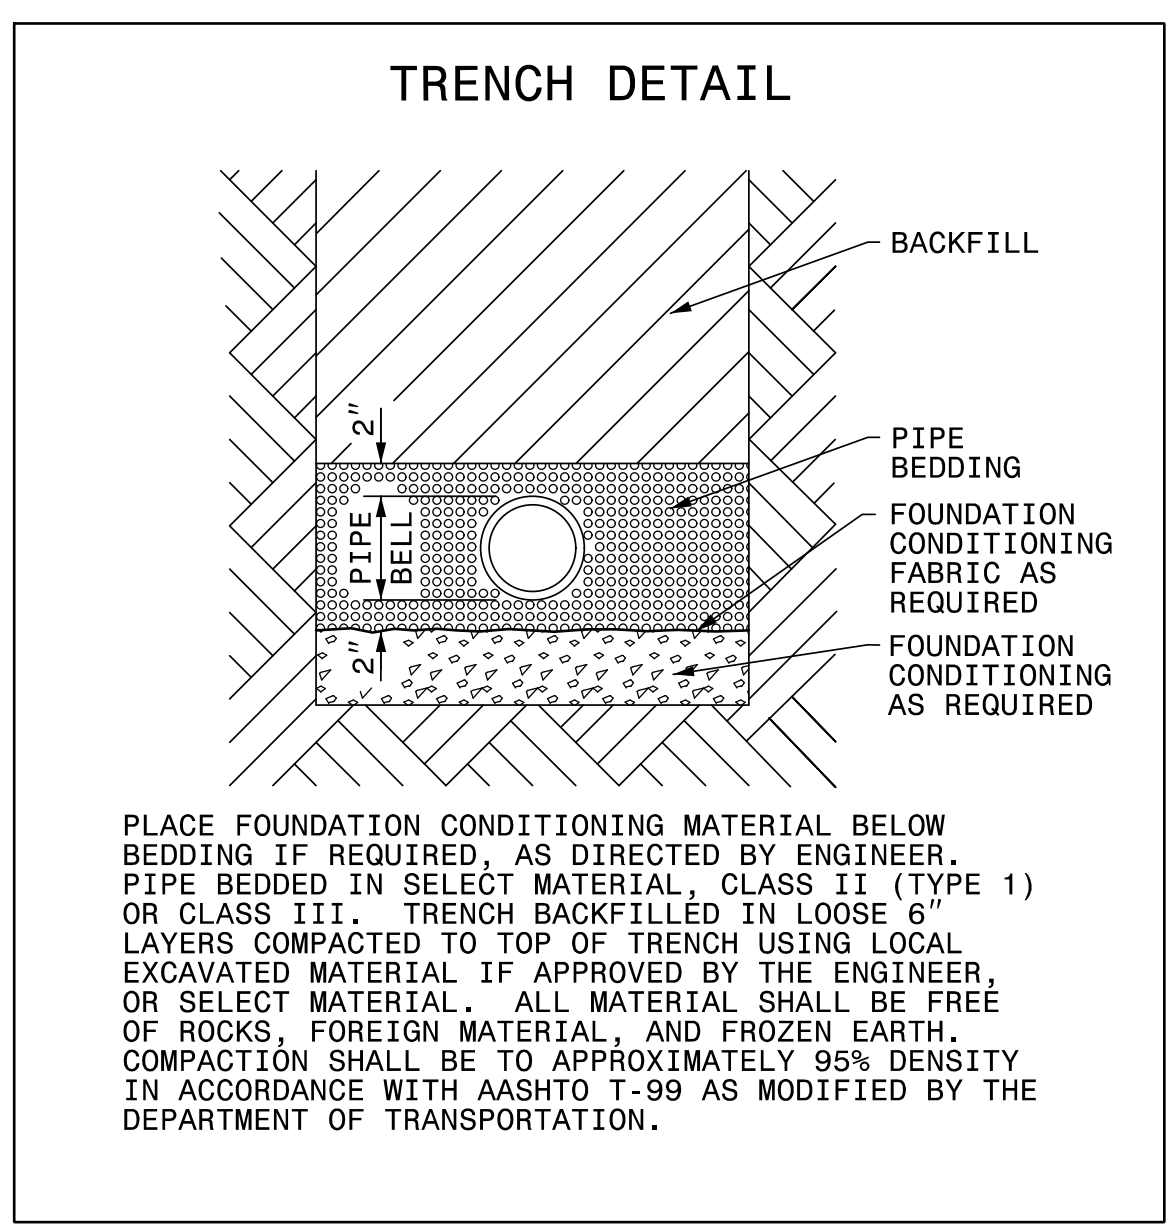 TRENCH DETAIL
BACKFILL
2"
PIPE
BEDDING
PIPE
BELL
FOUNDATION
CONDITIONING
FABRIC AS
REQUIRED
2"
FOUNDATION
CONDITIONING
AS REQUIRED
PLACE FOUNDATION CONDITIONING MATERIAL BELOW
BEDDING IF REQUIRED, AS DIRECTED BY ENGINEER.
PIPE BEDDED IN SELECT MATERIAL, CLASS II (TYPE 1)
OR CLASS III. TRENCH BACKFILLED IN LOOSE 6"
LAYERS COMPACTED TO TOP OF TRENCH USING LOCAL
EXCAVATED MATERIAL IF APPROVED BY THE ENGINEER,
OR SELECT MATERIAL. ALL MATERIAL SHALL BE FREE
OF ROCKS, FOREIGN MATERIAL, AND FROZEN EARTH.
COMPACTION SHALL BE TO APPROXIMATELY 95% DENSITY
IN ACCORDANCE WITH AASHTO T-99 AS MODIFIED BY THE
DEPARTMENT OF TRANSPORTATION.